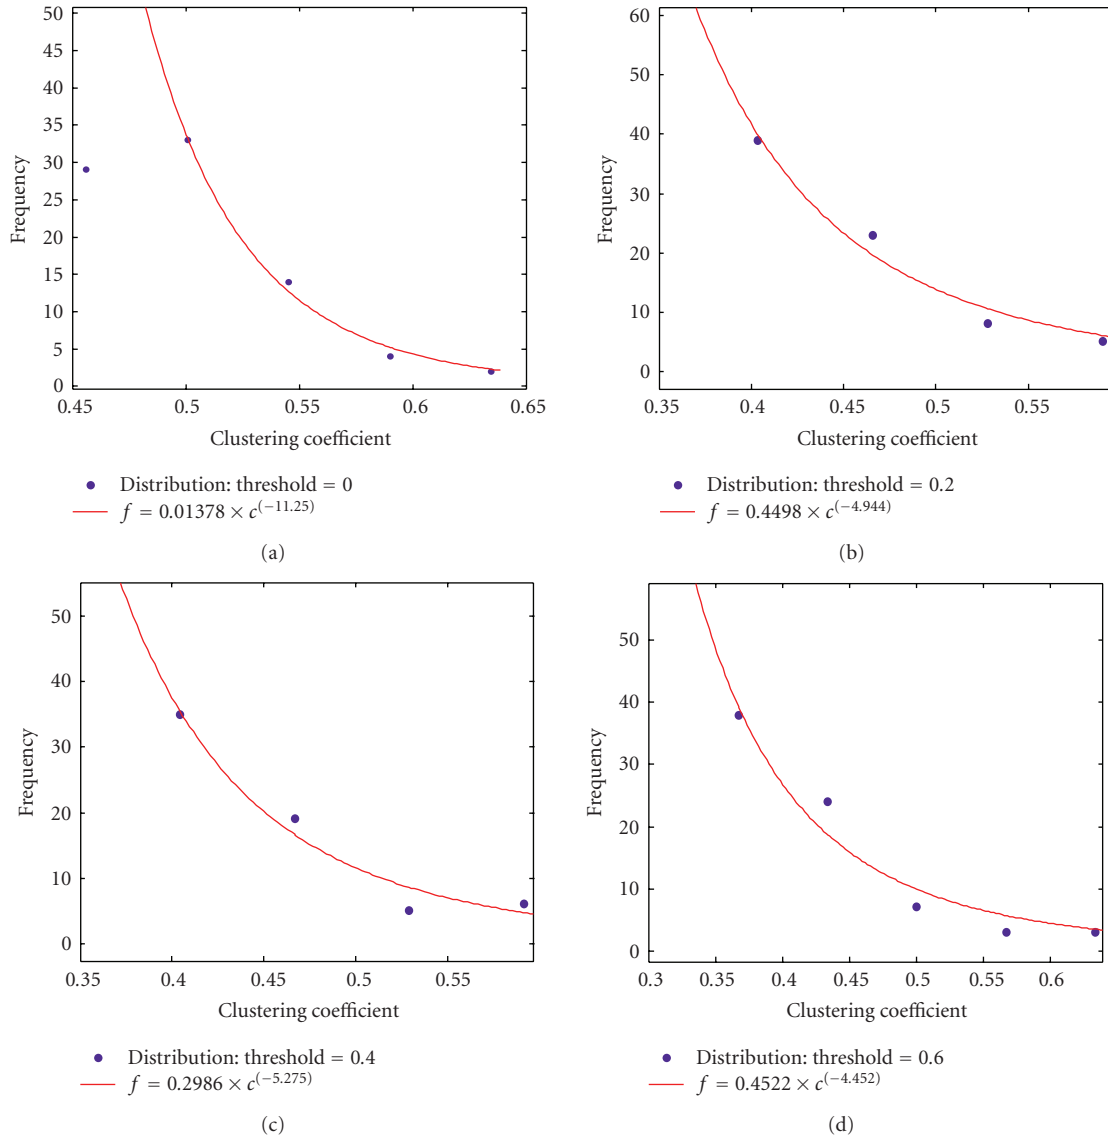 50
45
40
35
30
25
20
15
10
5
0
Frequency
0.45 0.5 0.55 0.6 0.65
Clustering coefficient
Distribution: threshold = 0
f = 0.01378 × c^(−11.25)
(a)
60
50
40
30
20
10
0
Frequency
0.35 0.4 0.45 0.5 0.55
Clustering coefficient
Distribution: threshold = 0.2
f = 0.4498 × c^(−4.944)
(b)
50
40
30
20
10
0
Frequency
0.35 0.4 0.45 0.5 0.55
Clustering coefficient
Distribution: threshold = 0.4
f = 0.2986 × c^(−5.275)
(c)
50
40
30
20
10
0
Frequency
0.3 0.35 0.4 0.45 0.5 0.55 0.6
Clustering coefficient
Distribution: threshold = 0.6
f = 0.4522 × c^(−4.452)
(d)